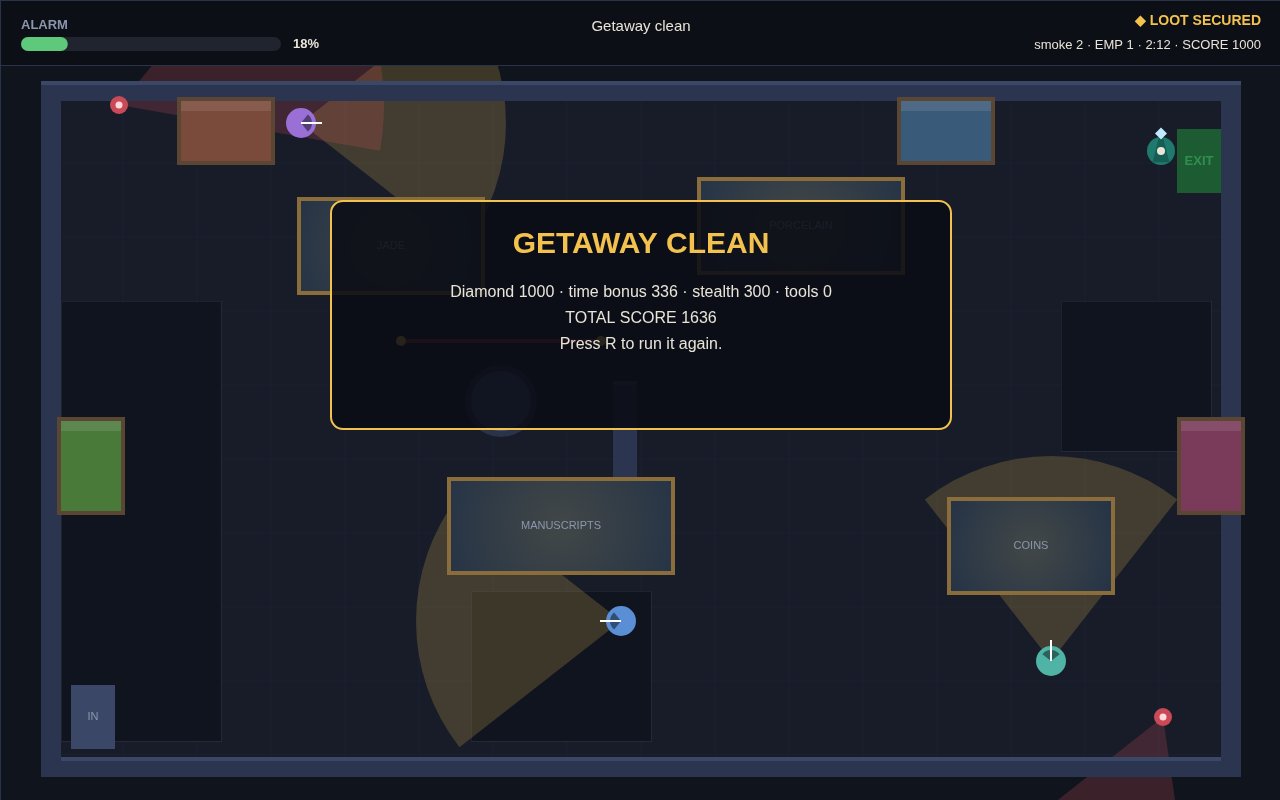 ALARM
18%
Getaway clean
◆ LOOT SECURED
smoke 2 · EMP 1 · 2:12 · SCORE 1000
EXIT
JADE
PORCELAIN
GETAWAY CLEAN
Diamond 1000 · time bonus 336 · stealth 300 · tools 0
TOTAL SCORE 1636
Press R to run it again.
MANUSCRIPTS
COINS
IN